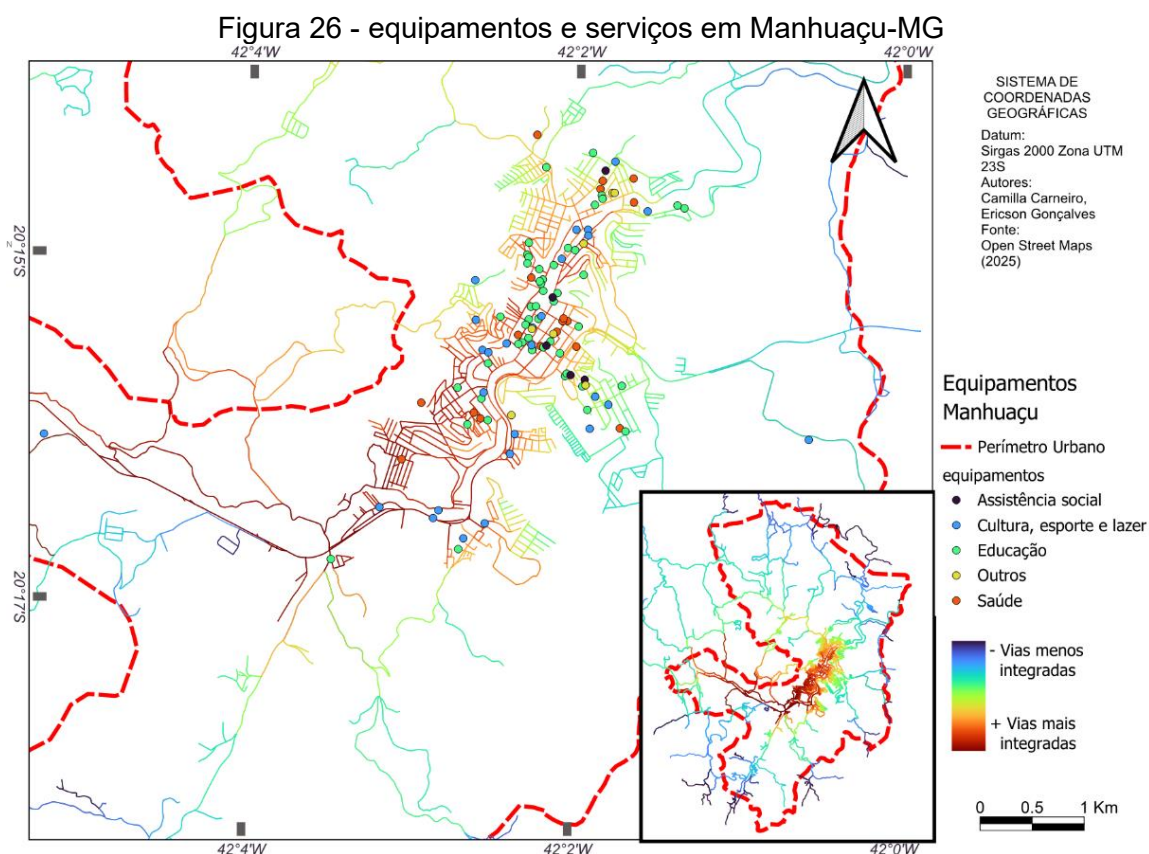 Figura 26 - equipamentos e serviços em Manhuaçu-MG
42°4'W
42°2'W
42°0'W
SISTEMA DE
COORDENADAS
GEOGRÁFICAS
Datum:
Sirgas 2000 Zona UTM
23S
Autores:
Camilla Carneiro,
Ericson Gonçalves
Fonte:
Open Street Maps
(2025)
20°15'S
20°17'S
Equipamentos
Manhuaçu
Perímetro Urbano
equipamentos
Assistência social
Cultura, esporte e lazer
Educação
Outros
Saúde
- Vias menos
integradas
+ Vias mais
integradas
0 0.5 1 Km
42°4'W
42°2'W
42°0'W